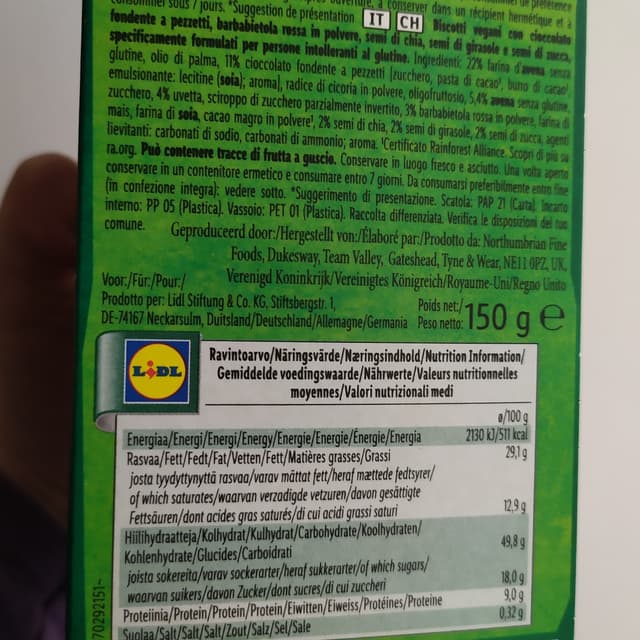 consommer sous 7 jours. *Suggestion de présentation
conserver dans un récipient hermétique et à
IT CH Biscotti vegani con cioccolato
fondente a pezzetti, barbabietola rossa in polvere, semi di chia, semi di girasole e semi di zucca,
specificamente formulati per persone intolleranti al glutine. Ingredienti: 22% farina d'avena senza
glutine, olio di palma, 11% cioccolato fondente a pezzetti [zucchero, pasta di cacao¹, burro di cacao¹,
emulsionante: lecitine (soia); aroma], radice di cicoria in polvere, oligofruttosio, 5,4% avena senza glutine,
zucchero, 4% uvetta, sciroppo di zucchero parzialmente invertito, 3% barbabietola rossa in polvere, farina di
mais, farina di soia, cacao magro in polvere¹, 2% semi di chia, 2% semi di girasole, 2% semi di zucca, agenti
lievitanti: carbonati di sodio, carbonati di ammonio; aroma. ¹Certificato Rainforest Alliance. Scopri di più su
ra.org. Può contenere tracce di frutta a guscio. Conservare in luogo fresco e asciutto. Una volta aperto
conservare in un contenitore ermetico e consumare entro 7 giorni. Da consumarsi preferibilmente entro fine
(in confezione integra): vedere sotto. *Suggerimento di presentazione. Scatola: PAP 21 (Carta). Incarto
interno: PP 05 (Plastica). Vassoio: PET 01 (Plastica). Raccolta differenziata. Verifica le disposizioni del tuo
comune.
Geproduceerd door:/Hergestellt von:/Élaboré par:/Prodotto da: Northumbrian Fine
Foods, Dukesway, Team Valley, Gateshead, Tyne & Wear, NE11 0PZ, UK,
Verenigd Koninkrijk/Vereinigtes Königreich/Royaume-Uni/Regno Unito
Voor:/Für:/Pour:/
Prodotto per: Lidl Stiftung & Co. KG, Stiftsbergstr. 1,
DE-74167 Neckarsulm, Duitsland/Deutschland/Allemagne/Germania
Poids net:/
Peso netto: 150 g ℮
LIDL
Ravintoarvo/Näringsvärde/Næringsindhold/Nutrition Information/
Gemiddelde voedingswaarde/Nährwerte/Valeurs nutritionnelles
moyennes/Valori nutrizionali medi
ø/100 g
Energiaa/Energi/Energi/Energy/Energie/Energie/Énergie/Energia 2130 kJ/511 kcal
Rasvaa/Fett/Fedt/Fat/Vetten/Fett/Matières grasses/Grassi 29,1 g
josta tyydyttynyttä rasvaa/varav mättat fett/heraf mættede fedtsyrer/
of which saturates/waarvan verzadigde vetzuren/davon gesättigte
Fettsäuren/dont acides gras saturés/di cui acidi grassi saturi 12,9 g
Hiilihydraatteja/Kolhydrat/Kulhydrat/Carbohydrate/Koolhydraten/
Kohlenhydrate/Glucides/Carboidrati 49,8 g
joista sokereita/varav sockerarter/heraf sukkerarter/of which sugars/
waarvan suikers/davon Zucker/dont sucres/di cui zuccheri 18,0 g
Proteiinia/Protein/Protein/Protein/Eiwitten/Eiweiss/Protéines/Proteine 9,0 g
Suolaa/Salt/Salt/Salt/Zout/Salz/Sel/Sale 0,32 g
70292151-